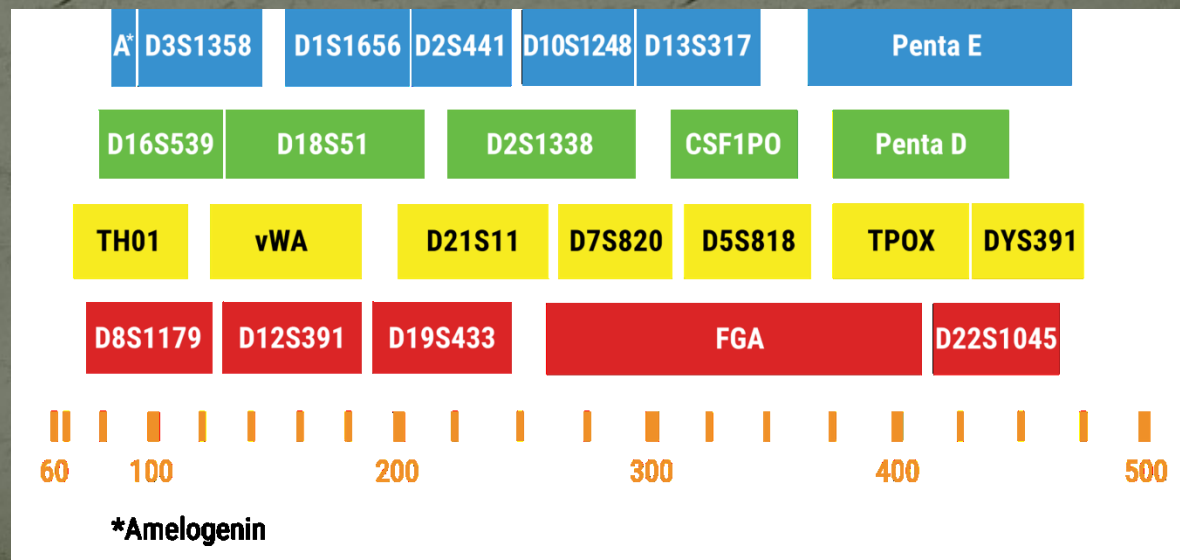 A* D3S1358 D1S1656 D2S441 D10S1248 D13S317 Penta E
D16S539 D18S51 D2S1338 CSF1PO Penta D
TH01 vWA D21S11 D7S820 D5S818 TPOX DYS391
D8S1179 D12S391 D19S433 FGA D22S1045
60 100 200 300 400 500
*Amelogenin